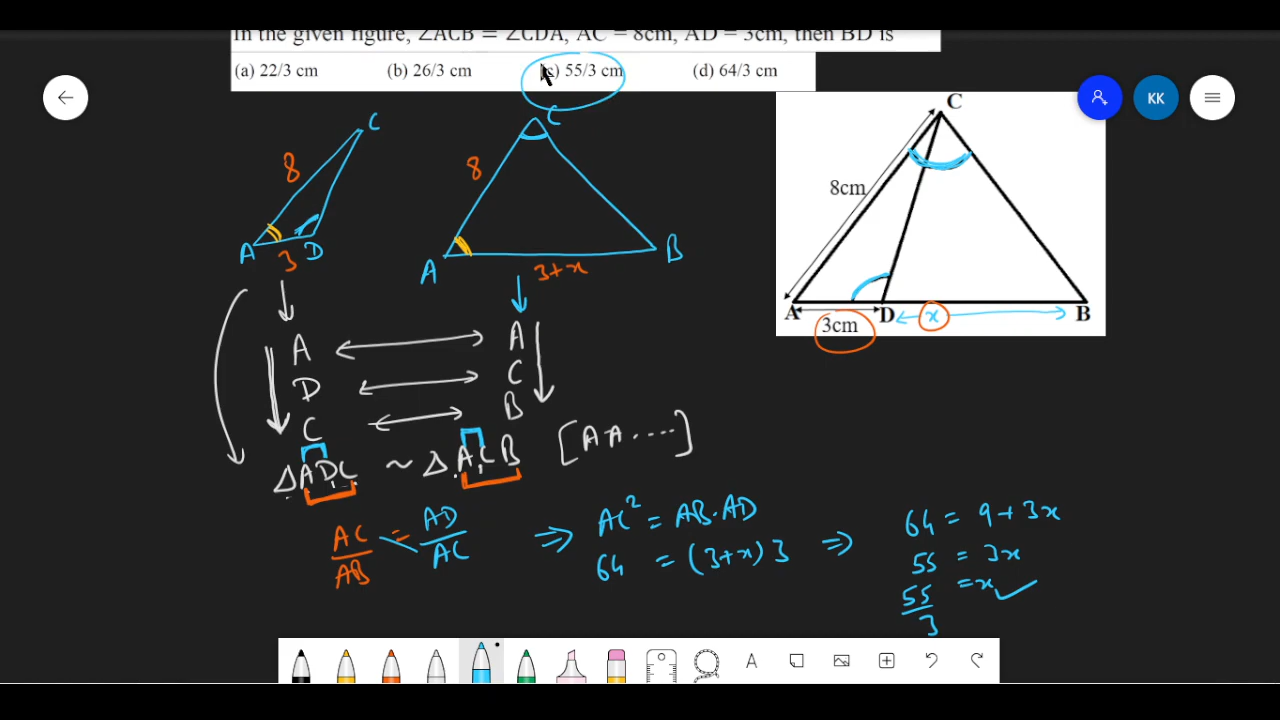 In the given figure, ∠ACB = ∠CDA, AC = 8cm, AD = 3cm, then BD is
(a) 22/3 cm (b) 26/3 cm (c) 55/3 cm (d) 64/3 cm
KK
C
8
A 3 D
C
8
A 3+x B
C
8cm
A D x B
3cm
A A
D C
C B
△ADC ~ △ACB [AA....]
AC/AB = AD/AC ⇒ AC² = AB·AD
64 = (3+x)3 ⇒
64 = 9+3x
55 = 3x
55/3 = x
A